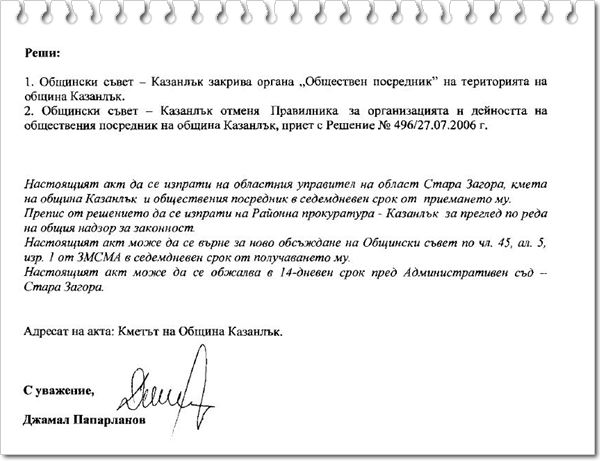 Реши:
1. Общински съвет – Казанлък закрива органа „Обществен посредник” на територията на
община Казанлък.
2. Общински съвет – Казанлък отменя Правилника за организацията и дейността на
обществения посредник на община Казанлък, приет с Решение № 496/27.07.2006 г.
Настоящият акт да се изпрати на областния управител на област Стара Загора, кмета
на община Казанлък и обществения посредник в седемдневен срок от приемането му.
Препис от решението да се изпрати на Районна прокуратура - Казанлък за преглед по реда
на общия надзор за законност.
Настоящият акт може да се върне за ново обсъждане на Общински съвет по чл. 45, ал. 5,
изр. 1 от ЗМСМА в седемдневен срок от получаването му.
Настоящият акт може да се обжалва в 14-дневен срок пред Административен съд –
Стара Загора.
Адресат на акта: Кметът на Община Казанлък.
С уважение,
Джамал Папарланов